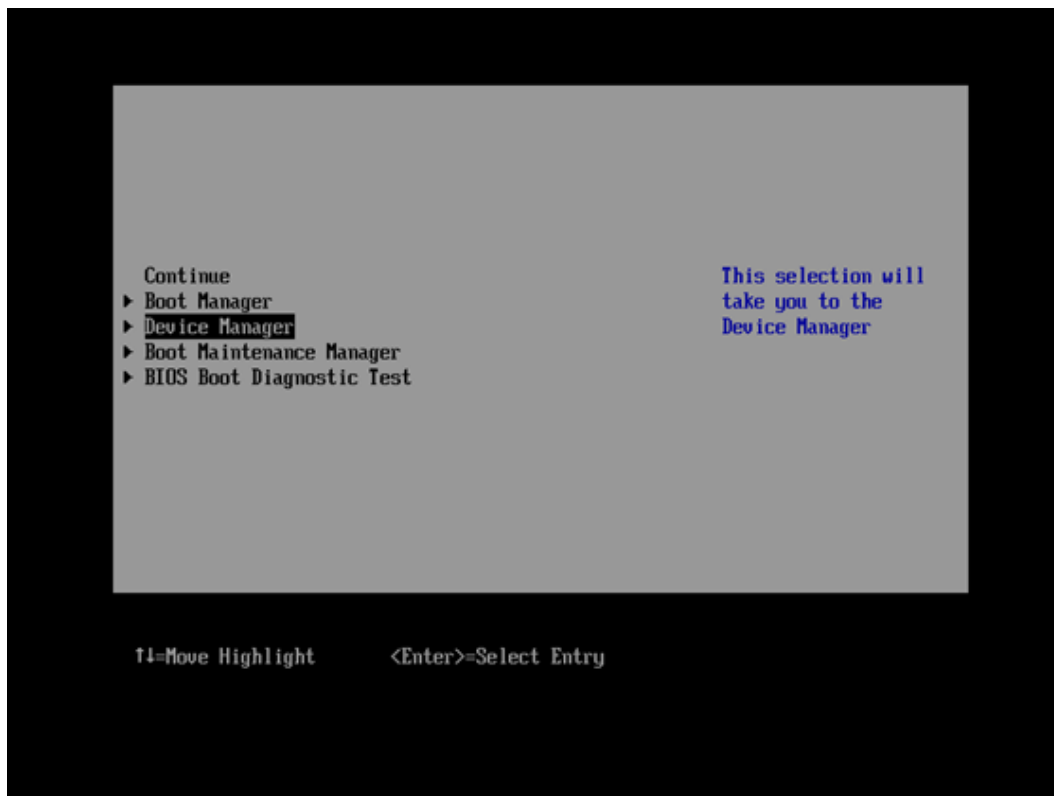 Continue
▶ Boot Manager
▶ Device Manager
▶ Boot Maintenance Manager
▶ BIOS Boot Diagnostic Test
This selection will
take you to the
Device Manager
↑↓=Move Highlight <Enter>=Select Entry